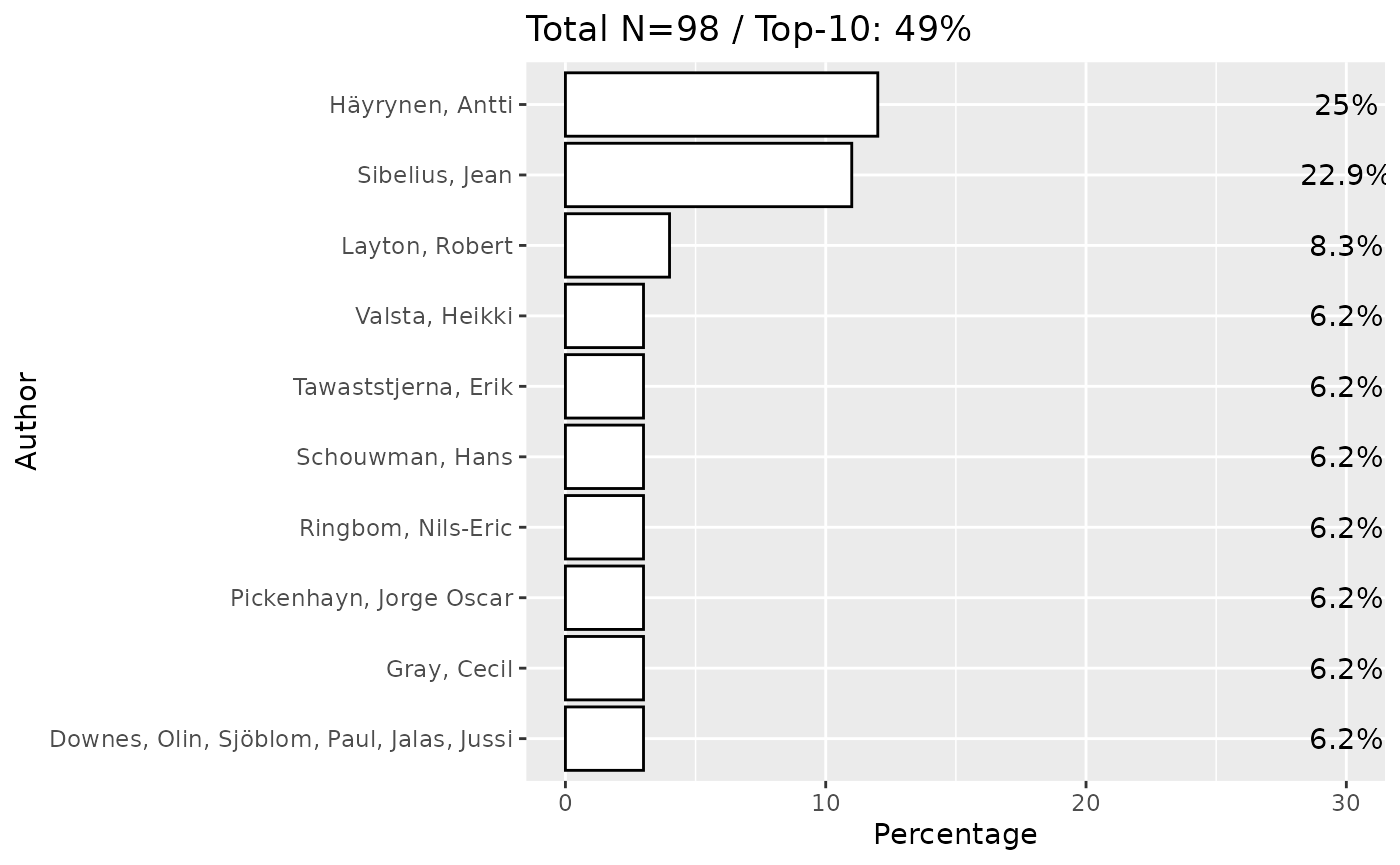 Total N=98 / Top-10: 49%
Häyrynen, Antti 25%
Sibelius, Jean 22.9%
Layton, Robert 8.3%
Valsta, Heikki 6.2%
Tawaststjerna, Erik 6.2%
Schouwman, Hans 6.2%
Ringbom, Nils-Eric 6.2%
Pickenhayn, Jorge Oscar 6.2%
Gray, Cecil 6.2%
Downes, Olin, Sjöblom, Paul, Jalas, Jussi 6.2%
Author
0 10 20 30
Percentage